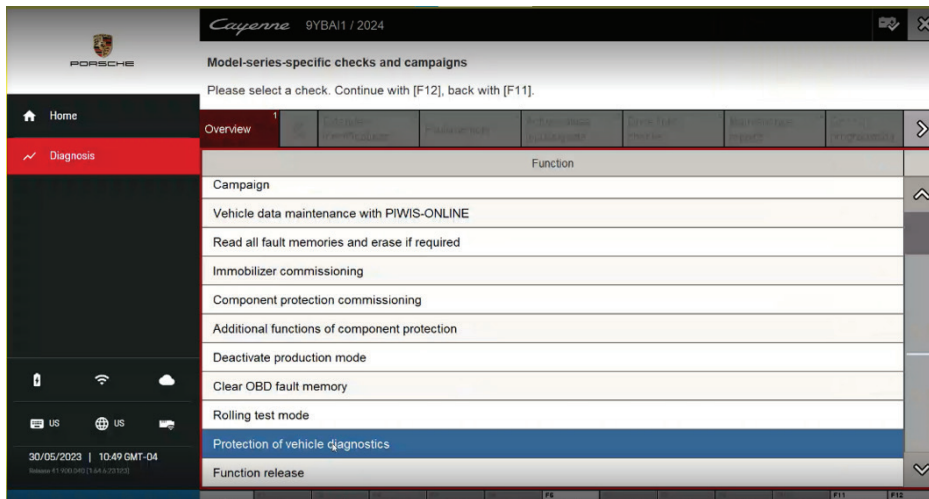 PORSCHE
Cayenne 9YBAI1 / 2024
Model-series-specific checks and campaigns
Please select a check. Continue with [F12], back with [F11].
Home
Diagnosis
Overview 1
Function
Campaign
Vehicle data maintenance with PIWIS-ONLINE
Read all fault memories and erase if required
Immobilizer commissioning
Component protection commissioning
Additional functions of component protection
Deactivate production mode
Clear OBD fault memory
Rolling test mode
Protection of vehicle diagnostics
Function release
US US
30/05/2023 | 10:49 GMT-04
F6 F11 F12